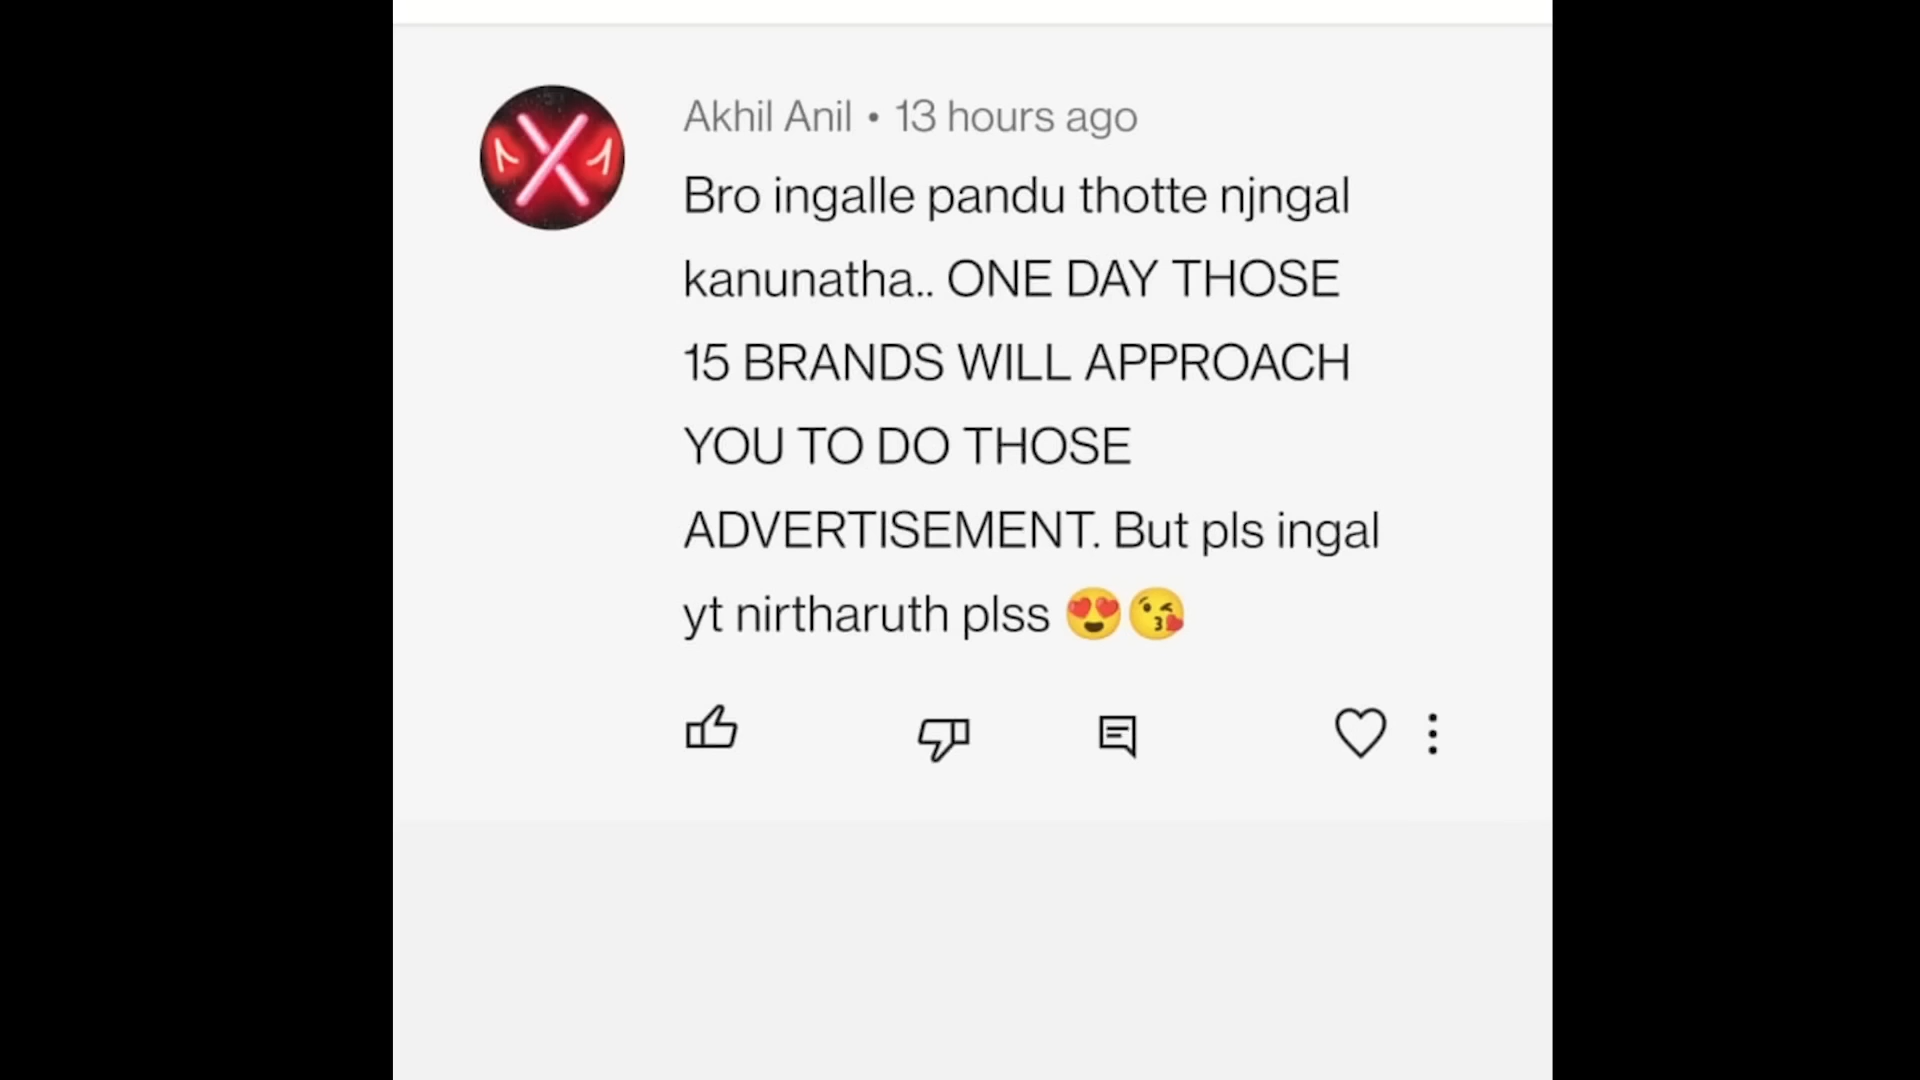 Akhil Anil • 13 hours ago
Bro ingalle pandu thotte njngal
kanunatha.. ONE DAY THOSE
15 BRANDS WILL APPROACH
YOU TO DO THOSE
ADVERTISEMENT. But pls ingal
yt nirtharuth plss 😍😘